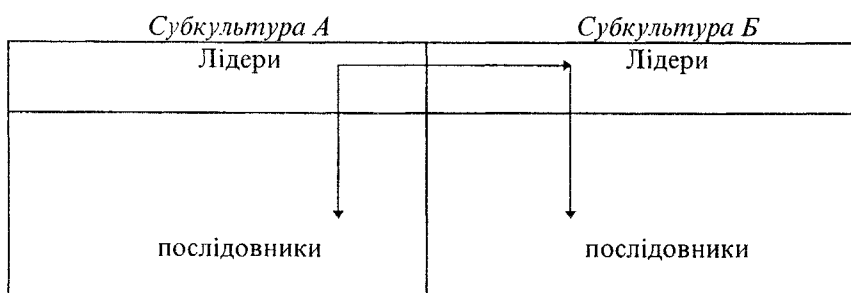 Субкультура А Субкультура Б
Лідери Лідери
послідовники послідовники